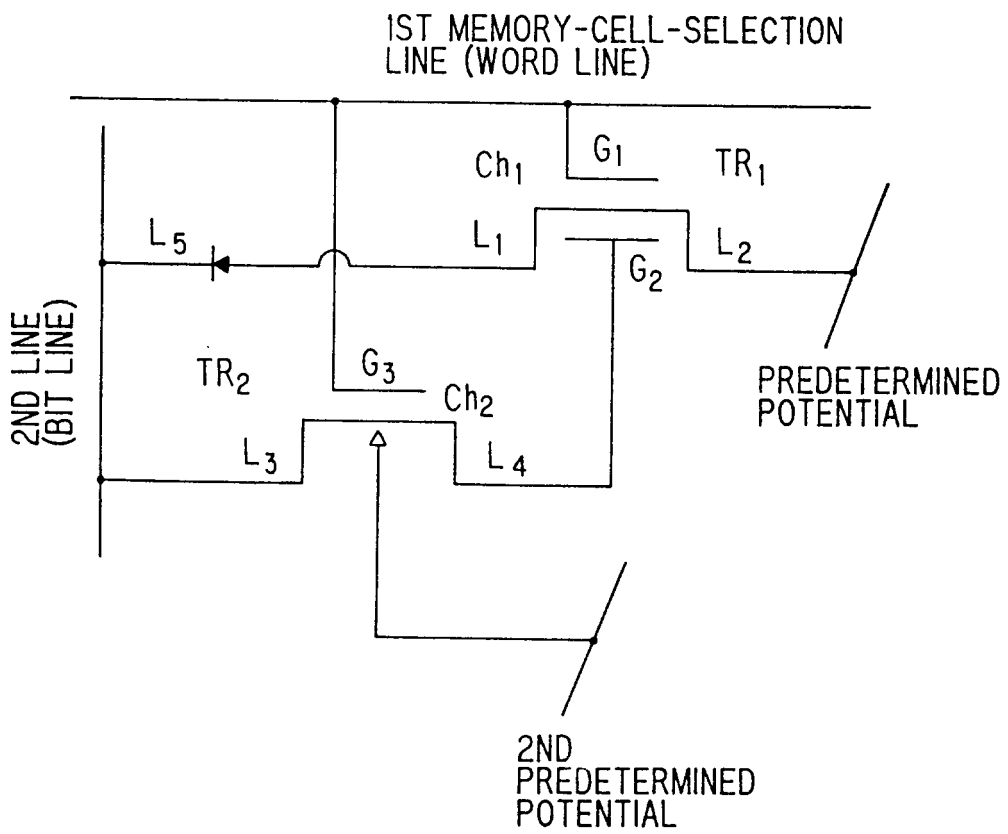 1ST MEMORY-CELL-SELECTION
LINE (WORD LINE)
G1
Ch1
TR1
L5
L1
L2
G2
2ND LINE
(BIT LINE)
TR2
G3
Ch2
PREDETERMINED
POTENTIAL
L3
L4
2ND
PREDETERMINED
POTENTIAL